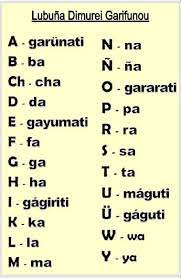 Lubuña Dimurei Garifunou
A - garünati
B - ba
Ch - cha
D - da
E - gayumati
F - fa
G - ga
H - ha
I - gágiriti
K - ka
L - la
M - ma
N - na
Ñ - ña
O - gararati
P - pa
R - ra
S - sa
T - ta
U - máguti
Ü - gáguti
W - wa
Y - ya